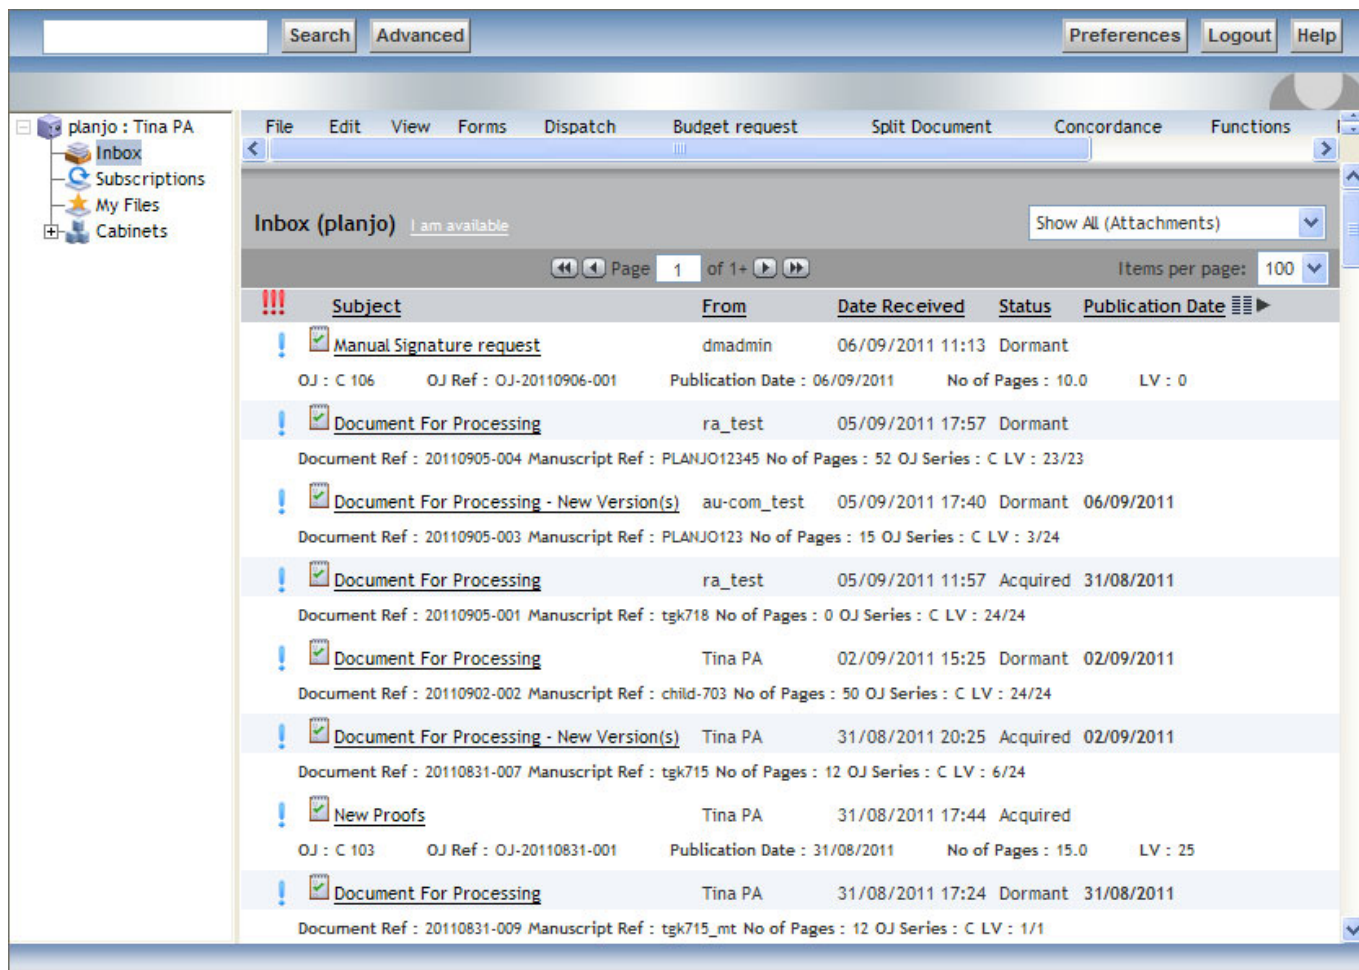 Search Advanced Preferences Logout Help
planjo : Tina PA
Inbox
Subscriptions
My Files
Cabinets
File Edit View Forms Dispatch Budget request Split Document Concordance Functions
Inbox (planjo) I am available Show All (Attachments)
Page 1 of 1+ Items per page: 100
!!! Subject From Date Received Status Publication Date
! Manual Signature request dmadmin 06/09/2011 11:13 Dormant
OJ : C 106 OJ Ref : OJ-20110906-001 Publication Date : 06/09/2011 No of Pages : 10.0 LV : 0
! Document For Processing ra_test 05/09/2011 17:57 Dormant
Document Ref : 20110905-004 Manuscript Ref : PLANJO12345 No of Pages : 52 OJ Series : C LV : 23/23
! Document For Processing - New Version(s) au-com_test 05/09/2011 17:40 Dormant 06/09/2011
Document Ref : 20110905-003 Manuscript Ref : PLANJO123 No of Pages : 15 OJ Series : C LV : 3/24
! Document For Processing ra_test 05/09/2011 11:57 Acquired 31/08/2011
Document Ref : 20110905-001 Manuscript Ref : tgk718 No of Pages : 0 OJ Series : C LV : 24/24
! Document For Processing Tina PA 02/09/2011 15:25 Dormant 02/09/2011
Document Ref : 20110902-002 Manuscript Ref : child-703 No of Pages : 50 OJ Series : C LV : 24/24
! Document For Processing - New Version(s) Tina PA 31/08/2011 20:25 Acquired 02/09/2011
Document Ref : 20110831-007 Manuscript Ref : tgk715 No of Pages : 12 OJ Series : C LV : 6/24
! New Proofs Tina PA 31/08/2011 17:44 Acquired
OJ : C 103 OJ Ref : OJ-20110831-001 Publication Date : 31/08/2011 No of Pages : 15.0 LV : 25
! Document For Processing Tina PA 31/08/2011 17:24 Dormant 31/08/2011
Document Ref : 20110831-009 Manuscript Ref : tgk715_mt No of Pages : 12 OJ Series : C LV : 1/1